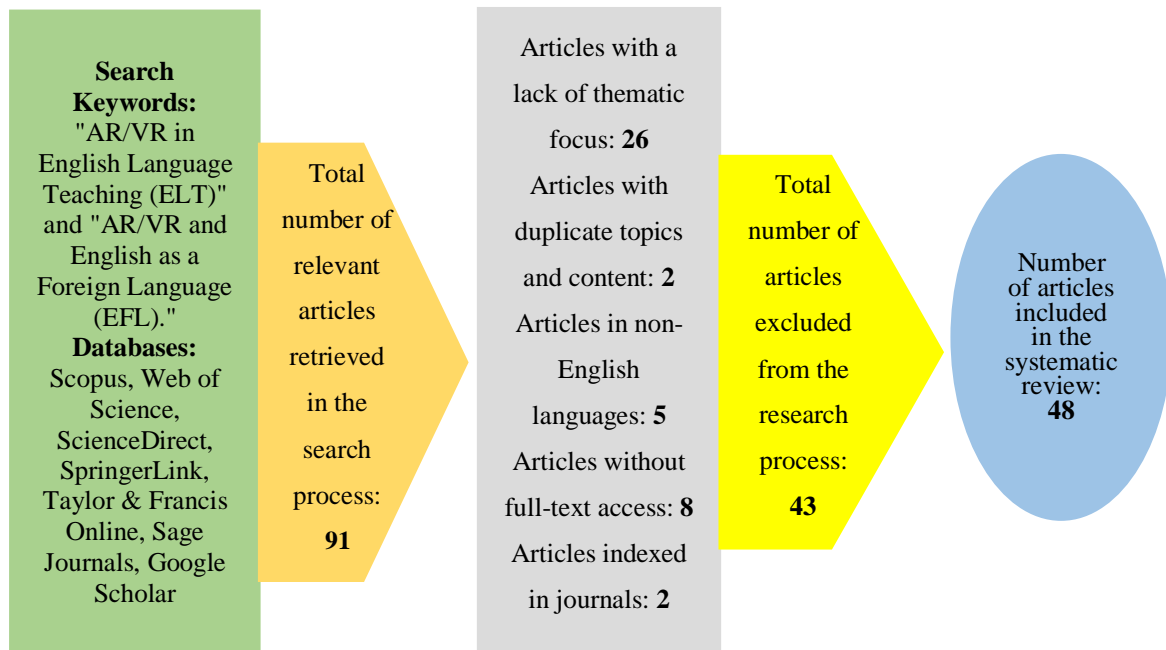 Search
Keywords:
"AR/VR in
English Language
Teaching (ELT)"
and "AR/VR and
English as a
Foreign Language
(EFL)."
Databases:
Scopus, Web of
Science,
ScienceDirect,
SpringerLink,
Taylor & Francis
Online, Sage
Journals, Google
Scholar
Total
number of
relevant
articles
retrieved
in the
search
process:
91
Articles with a
lack of thematic
focus: 26
Articles with
duplicate topics
and content: 2
Articles in non-
English
languages: 5
Articles without
full-text access: 8
Articles indexed
in journals: 2
Total
number of
articles
excluded
from the
research
process:
43
Number
of articles
included
in the
systematic
review:
48